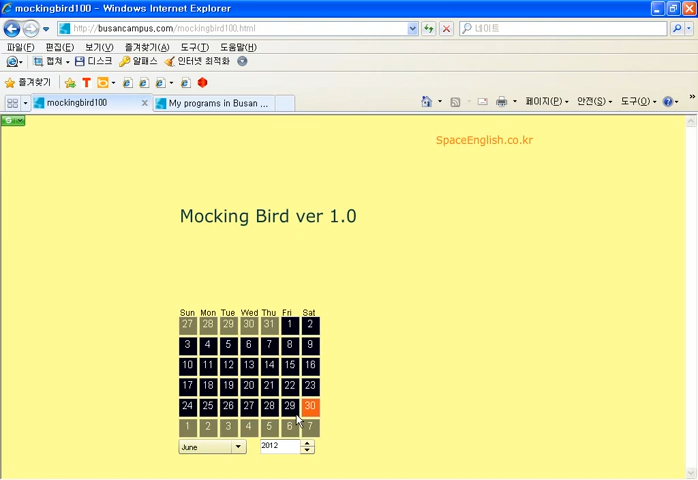 mockingbird100 - Windows Internet Explorer
http://busancampus.com/mockingbird100.html
네이트
파일(F) 편집(E) 보기(V) 즐겨찾기(A) 도구(T) 도움말(H)
캡쳐 디스크 알패스 인터넷 최적화
즐겨찾기
mockingbird100 My programs in Busan ...
페이지(P) 안전(S) 도구(O)
SpaceEnglish.co.kr
Mocking Bird ver 1.0
Sun Mon Tue Wed Thu Fri Sat
27 28 29 30 31 1 2
3 4 5 6 7 8 9
10 11 12 13 14 15 16
17 18 19 20 21 22 23
24 25 26 27 28 29 30
1 2 3 4 5 6 7
June 2012